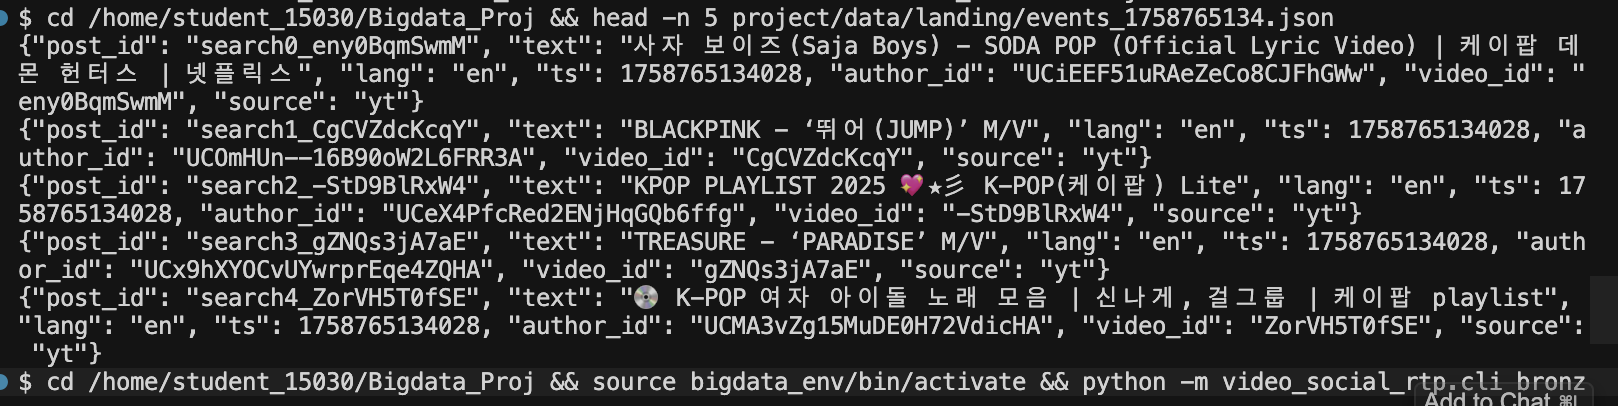 $ cd /home/student_15030/Bigdata_Proj && head -n 5 project/data/landing/events_1758765134.json
{"post_id": "search0_eny0BqmSwmM", "text": "사자 보이즈(Saja Boys) - SODA POP (Official Lyric Video) | 케이팝 데
몬 헌터스 | 넷플릭스", "lang": "en", "ts": 1758765134028, "author_id": "UCiEEF51uRAeZeCo8CJFhGWw", "video_id": "
eny0BqmSwmM", "source": "yt"}
{"post_id": "search1_CgCVZdcKcqY", "text": "BLACKPINK - ‘뛰어(JUMP)’ M/V", "lang": "en", "ts": 1758765134028, "a
uthor_id": "UCOmHUn--16B90oW2L6FRR3A", "video_id": "CgCVZdcKcqY", "source": "yt"}
{"post_id": "search2_-StD9BlRxW4", "text": "KPOP PLAYLIST 2025 💖★彡 K-POP(케이팝) Lite", "lang": "en", "ts": 17
58765134028, "author_id": "UCeX4PfcRed2ENjHqGQb6ffg", "video_id": "-StD9BlRxW4", "source": "yt"}
{"post_id": "search3_gZNQs3jA7aE", "text": "TREASURE - ‘PARADISE’ M/V", "lang": "en", "ts": 1758765134028, "auth
or_id": "UCx9hXYOCvUYwrprEqe4ZQHA", "video_id": "gZNQs3jA7aE", "source": "yt"}
{"post_id": "search4_ZorVH5T0fSE", "text": "💿 K-POP 여자 아이돌 노래 모음 | 신나게, 걸그룹 | 케이팝 playlist",
"lang": "en", "ts": 1758765134028, "author_id": "UCMA3vZg15MuDE0H72VdicHA", "video_id": "ZorVH5T0fSE", "source":
"yt"}
$ cd /home/student_15030/Bigdata_Proj && source bigdata_env/bin/activate && python -m video_social_rtp.cli bronz
Add to Chat ⌘L